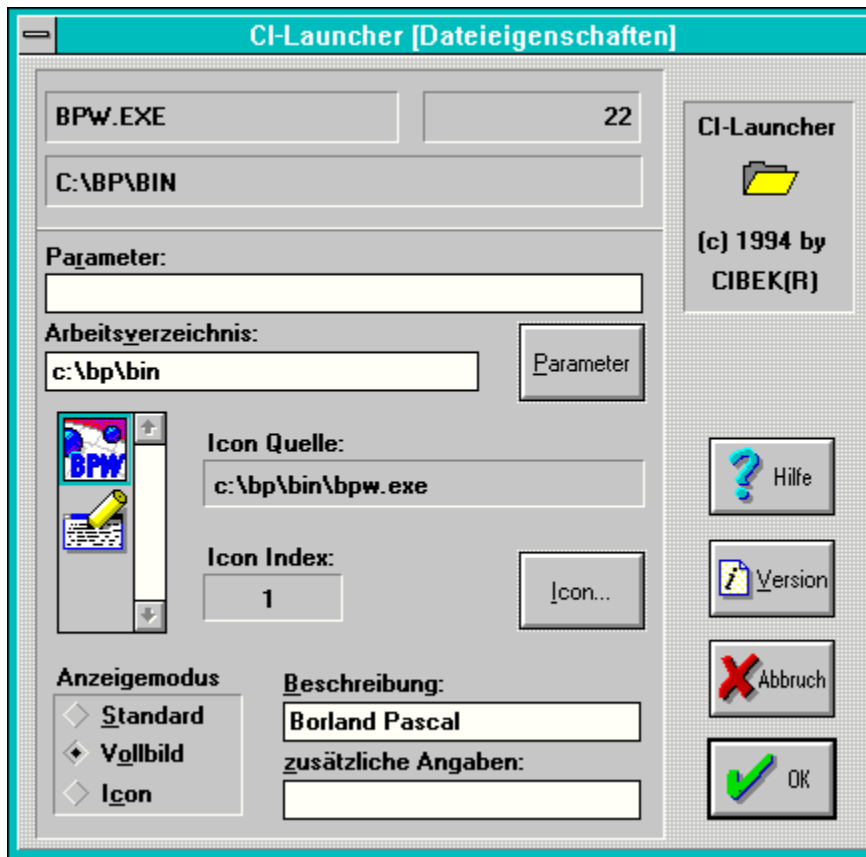 CI-Launcher [Dateieigenschaften]
BPW.EXE
22
C:\BP\BIN
CI-Launcher
(c) 1994 by
CIBEK(R)
Parameter:
Arbeitsverzeichnis:
c:\bp\bin
Parameter
BPW
Icon Quelle:
c:\bp\bin\bpw.exe
Icon Index:
1
Icon...
Hilfe
Version
Abbruch
OK
Anzeigemodus
Standard
Vollbild
Icon
Beschreibung:
Borland Pascal
zusätzliche Angaben: